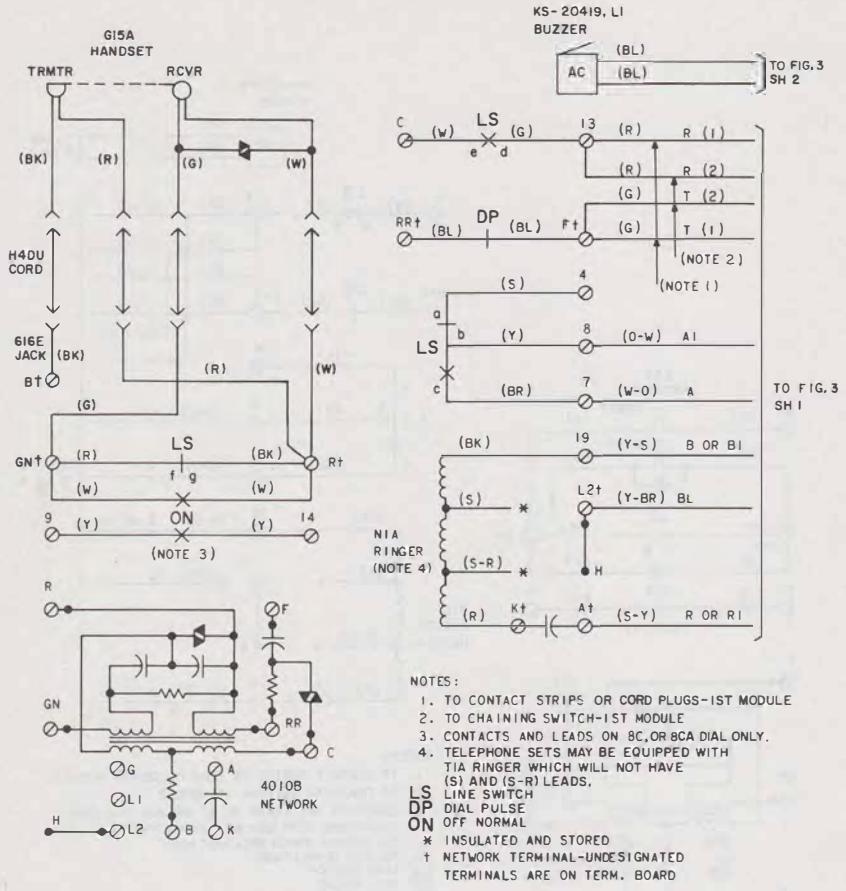 KS-20419, L1
BUZZER
AC
(BL)
(BL)
TO FIG. 3
SH 2
G15A
HANDSET
TRMTR
RCVR
(BK)
(R)
(G)
(W)
H4DU
CORD
616E
JACK
(BK)
B†
(R)
(W)
(G)
GN†
(R)
LS
f g
(BK)
R†
(W)
(W)
9
(Y)
ON
(Y)
14
(NOTE 3)
C
(W)
LS
e d
(G)
13
(R)
R (1)
(R)
R (2)
(G)
T (2)
RR†
(BL)
DP
(BL)
F†
(G)
T (1)
(NOTE 2)
(NOTE 1)
(S)
4
a
b
LS
(Y)
8
(O-W)
A1
c
(BR)
7
(W-O)
A
TO FIG. 3
SH 1
(BK)
19
(Y-S)
B OR B1
(S)
*
L2†
(Y-BR)
BL
N1A
RINGER
(NOTE 4)
(S-R)
*
H
(R)
K†
A†
(S-Y)
R OR R1
R
F
GN
RR
C
G
A
4010B
NETWORK
L1
H
L2
B
K
NOTES:
1. TO CONTACT STRIPS OR CORD PLUGS-1ST MODULE
2. TO CHAINING SWITCH-1ST MODULE
3. CONTACTS AND LEADS ON 8C, OR 8CA DIAL ONLY.
4. TELEPHONE SETS MAY BE EQUIPPED WITH
T1A RINGER WHICH WILL NOT HAVE
(S) AND (S-R) LEADS,
LS LINE SWITCH
DP DIAL PULSE
ON OFF NORMAL
* INSULATED AND STORED
† NETWORK TERMINAL-UNDESIGNATED
TERMINALS ARE ON TERM. BOARD